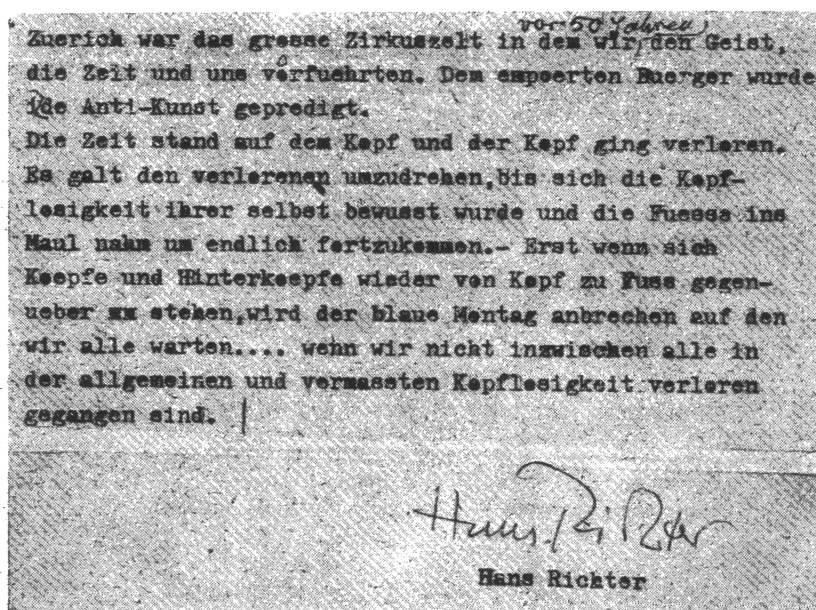 vor 50 Jahren
Zuerich war das grosse Zirkuszelt in dem wir, den Geist,
die Zeit und uns verfuehrten. Dem empoerten Buerger wurde
die Anti-Kunst gepredigt.
Die Zeit stand auf dem Kopf und der Kopf ging verloren.
Es galt den verlorenen umzudrehen,bis sich die Kopf-
losigkeit ihrer selbst bewusst wurde und die Fuesse ins
Maul nahm um endlich fortzukommen.- Erst wenn sich
Koepfe und Hinterkoepfe wieder von Kopf zu Fuss gegen-
ueber xx stehen,wird der blaue Montag anbrechen auf den
wir alle warten.... wenn wir nicht inzwischen alle in
der allgemeinen und vermassten Kopflosigkeit verloren
gegangen sind.
Hans Richter
Hans Richter